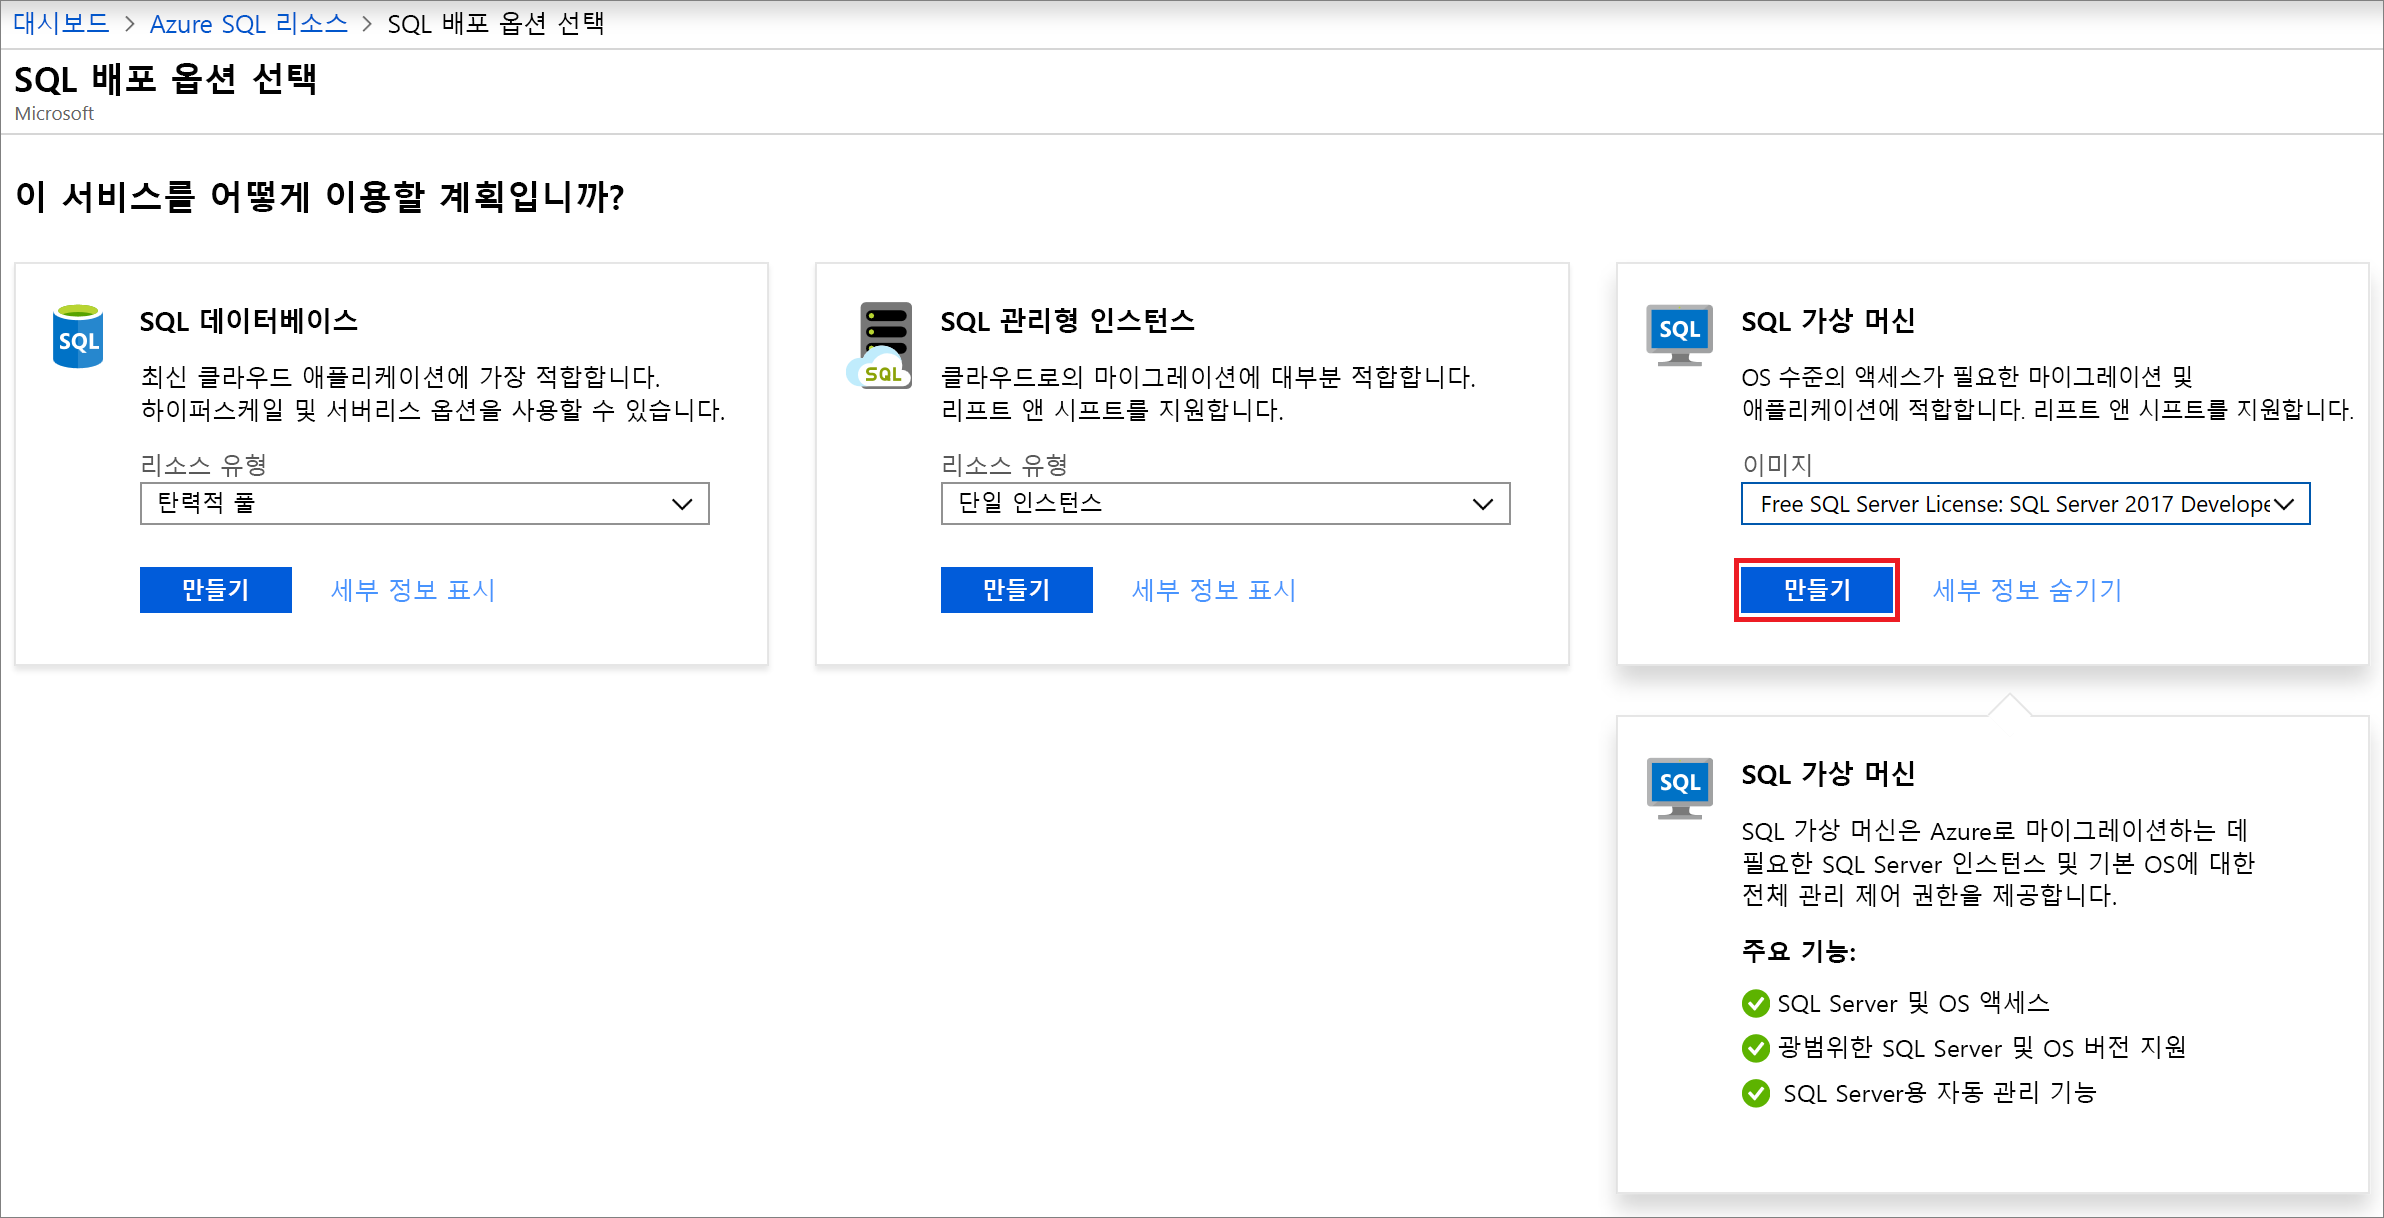 대시보드 > Azure SQL 리소스 > SQL 배포 옵션 선택
SQL 배포 옵션 선택
Microsoft
이 서비스를 어떻게 이용할 계획입니까?
SQL
SQL 데이터베이스
최신 클라우드 애플리케이션에 가장 적합합니다.
하이퍼스케일 및 서버리스 옵션을 사용할 수 있습니다.
리소스 유형
탄력적 풀
만들기
세부 정보 표시
SQL
SQL 관리형 인스턴스
클라우드로의 마이그레이션에 대부분 적합합니다.
리프트 앤 시프트를 지원합니다.
리소스 유형
단일 인스턴스
만들기
세부 정보 표시
SQL
SQL 가상 머신
OS 수준의 액세스가 필요한 마이그레이션 및
애플리케이션에 적합합니다. 리프트 앤 시프트를 지원합니다.
이미지
Free SQL Server License: SQL Server 2017 Develope
만들기
세부 정보 숨기기
SQL
SQL 가상 머신
SQL 가상 머신은 Azure로 마이그레이션하는 데
필요한 SQL Server 인스턴스 및 기본 OS에 대한
전체 관리 제어 권한을 제공합니다.
주요 기능:
SQL Server 및 OS 액세스
광범위한 SQL Server 및 OS 버전 지원
SQL Server용 자동 관리 기능